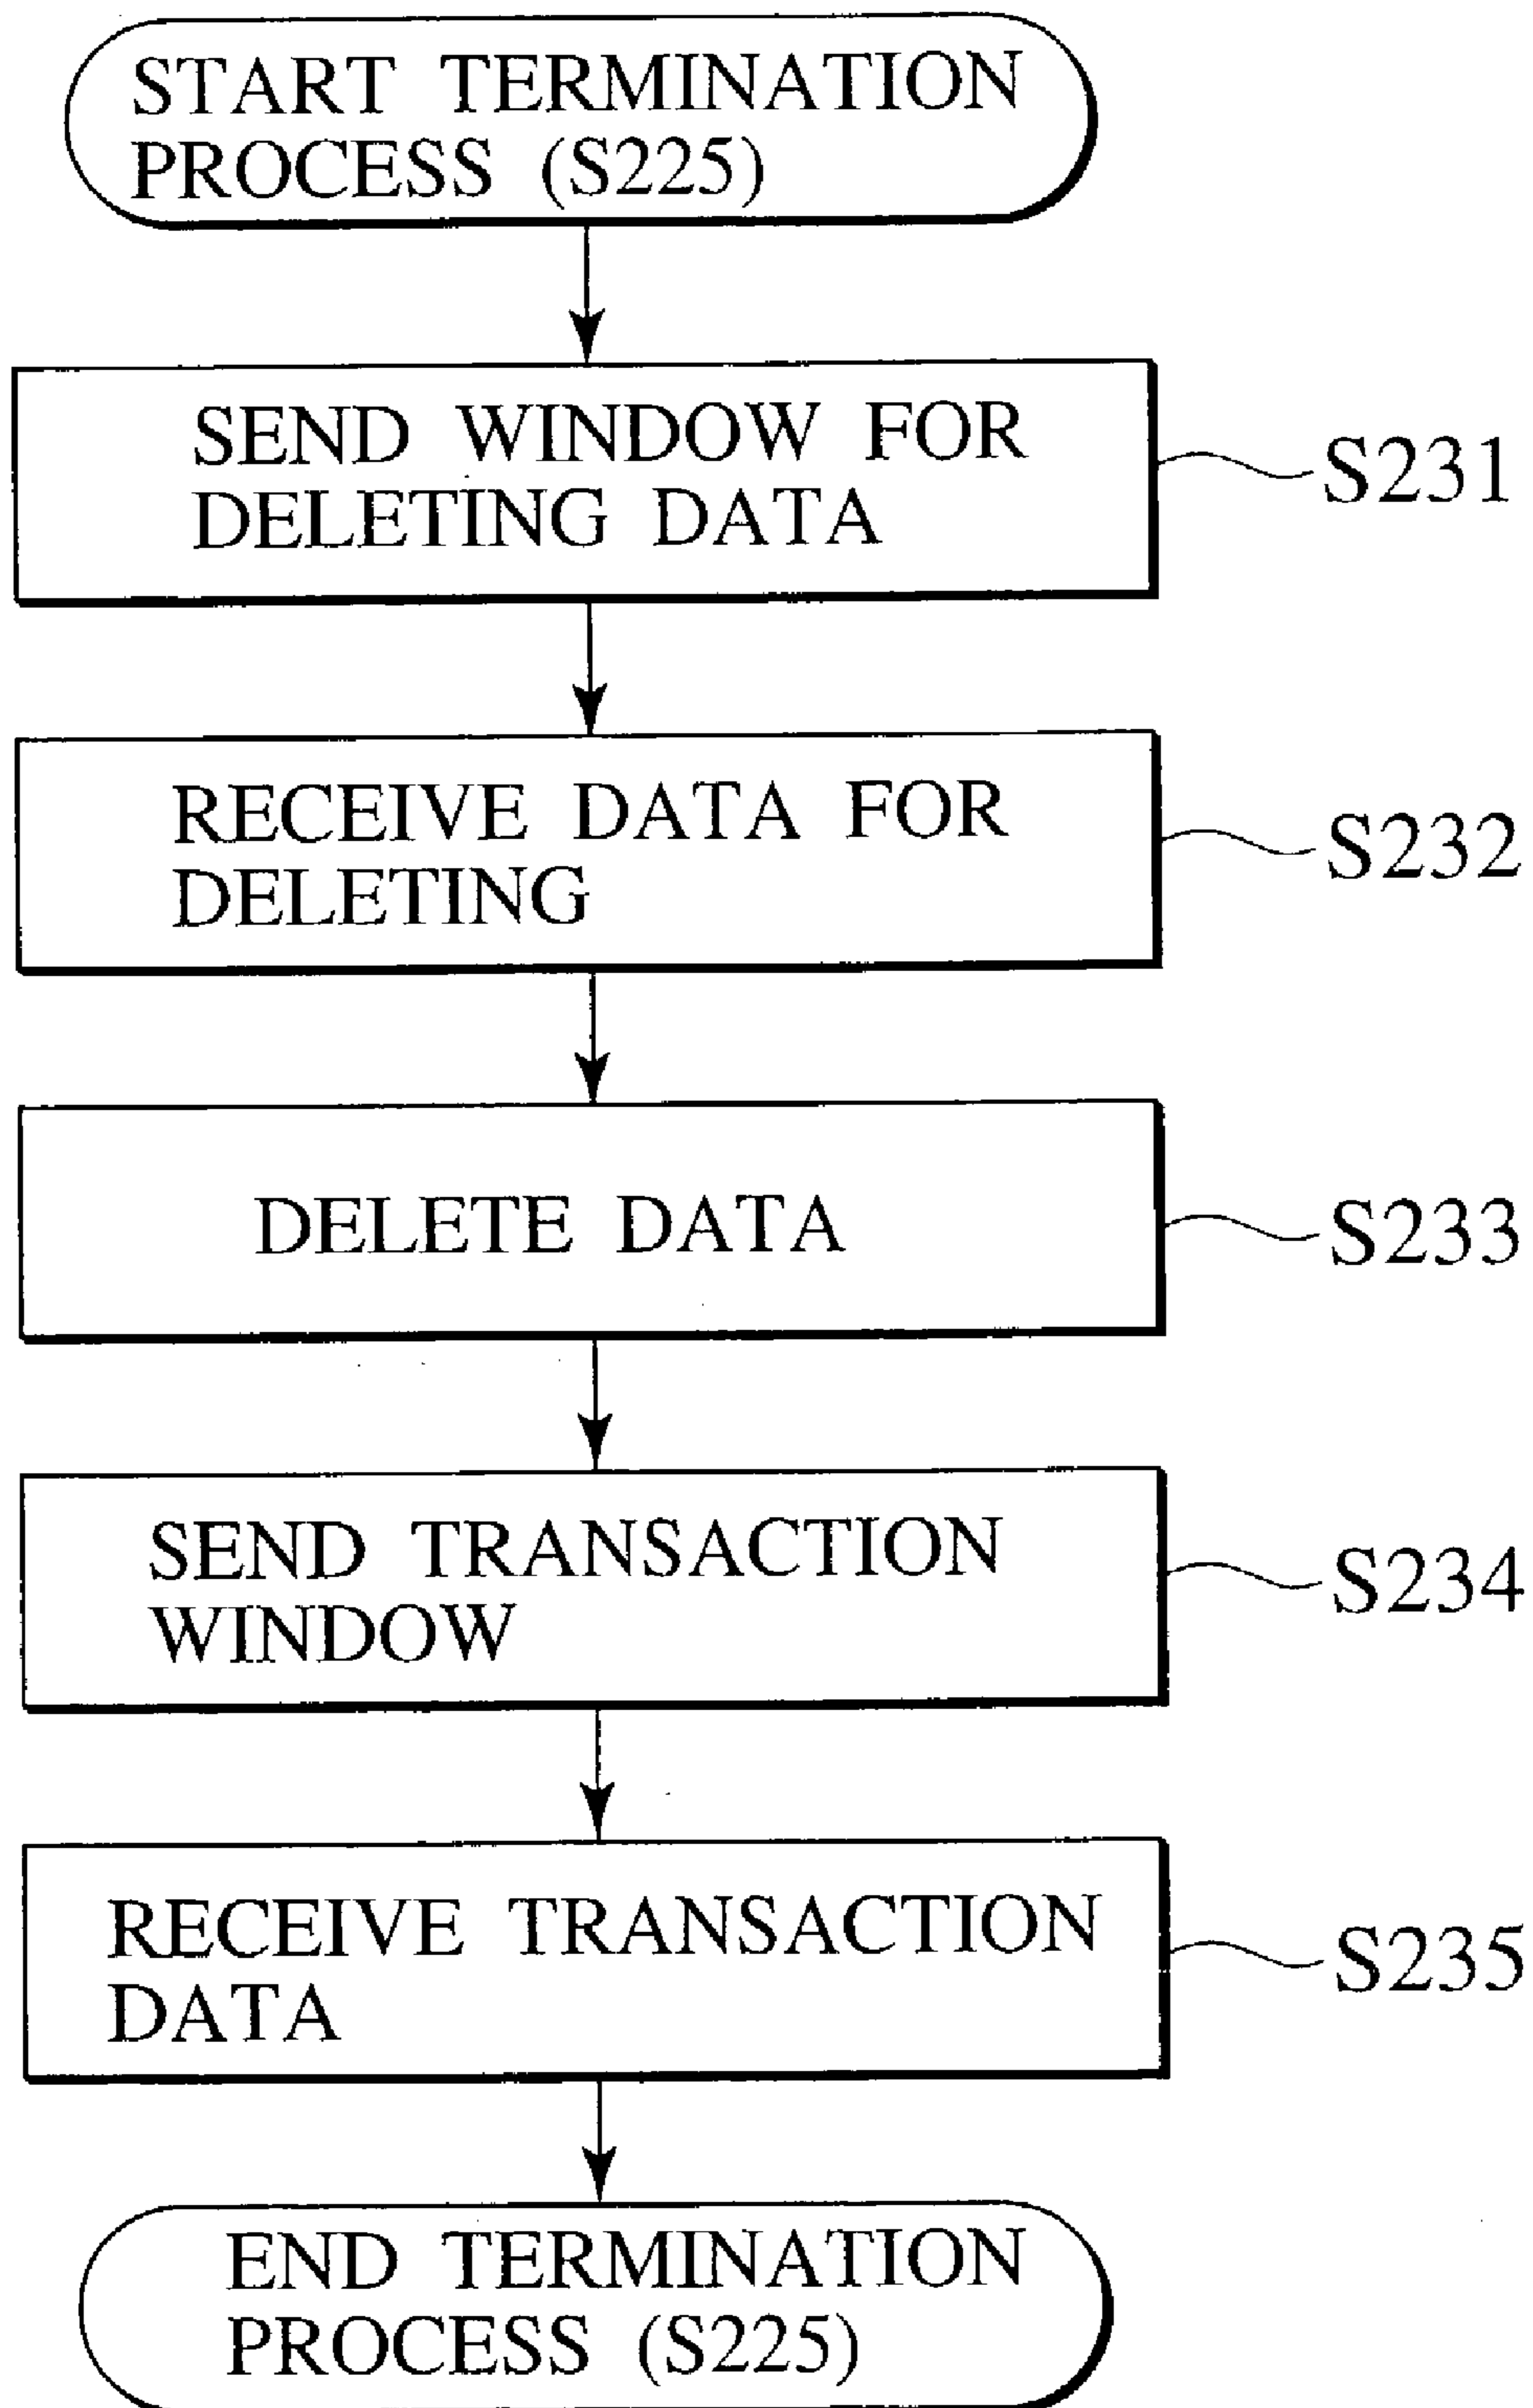 START TERMINATION
PROCESS (S225)
SEND WINDOW FOR
DELETING DATA
S231
RECEIVE DATA FOR
DELETING
S232
DELETE DATA
S233
SEND TRANSACTION
WINDOW
S234
RECEIVE TRANSACTION
DATA
S235
END TERMINATION
PROCESS (S225)